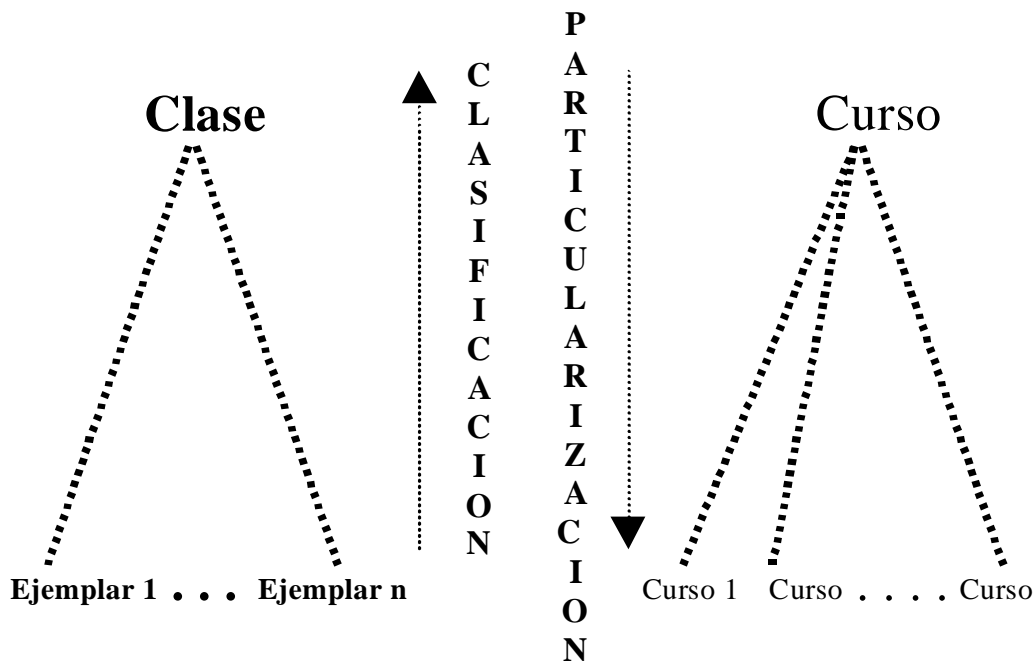 Clase
CLASIFICACION
PARTICULARIZACION
Curso
Ejemplar 1 . . . Ejemplar n
Curso 1 Curso . . . . Curso